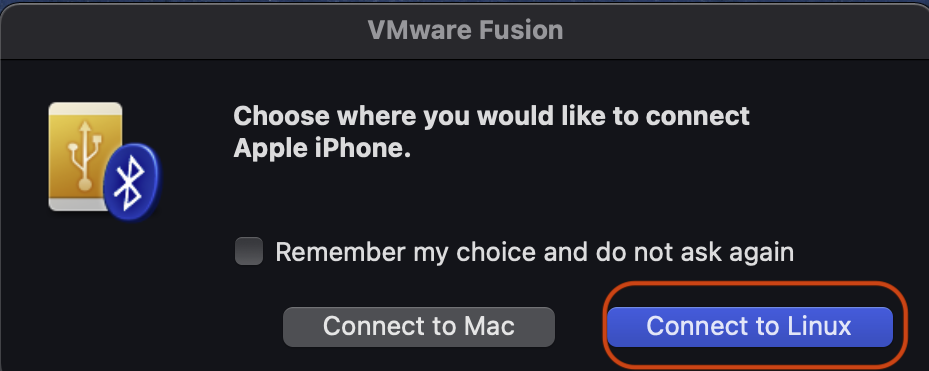 VMware Fusion
Choose where you would like to connect
Apple iPhone.
Remember my choice and do not ask again
Connect to Mac
Connect to Linux